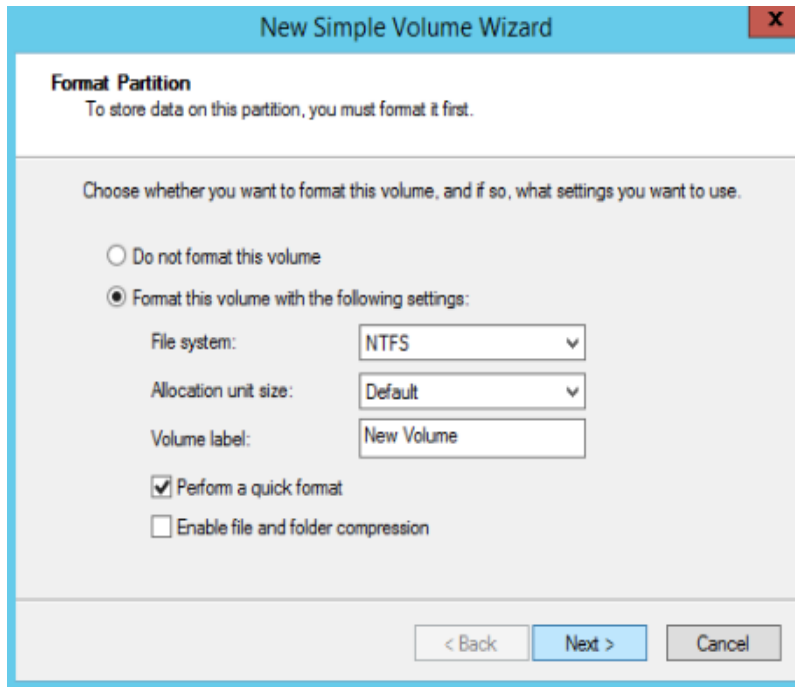 New Simple Volume Wizard
x
Format Partition
To store data on this partition, you must format it first.
Choose whether you want to format this volume, and if so, what settings you want to use.
Do not format this volume
Format this volume with the following settings:
File system: NTFS
Allocation unit size: Default
Volume label: New Volume
Perform a quick format
Enable file and folder compression
< Back Next > Cancel